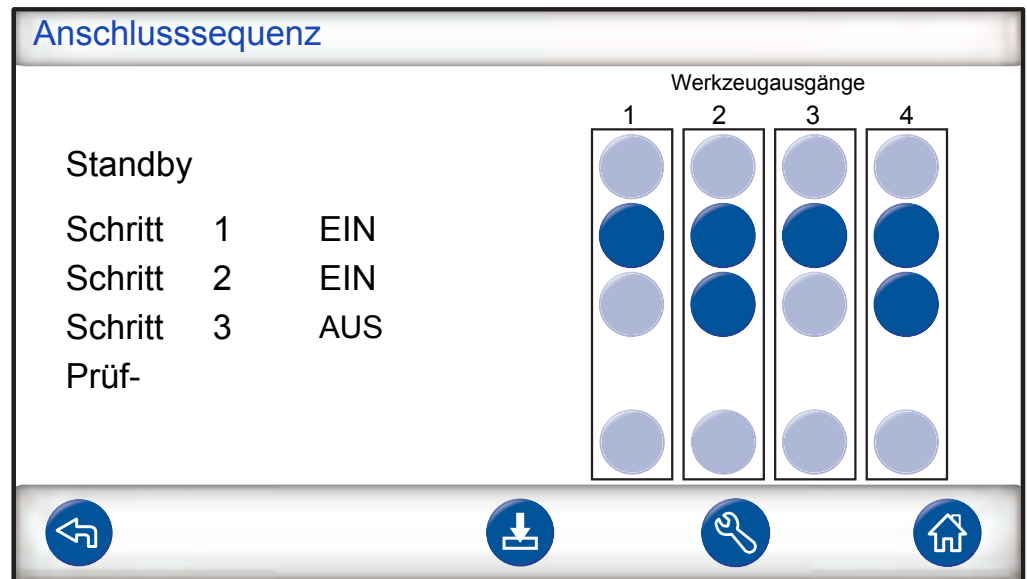 Anschlusssequenz
Werkzeugausgänge
1 2 3 4
Standby
Schritt 1 EIN
Schritt 2 EIN
Schritt 3 AUS
Prüf-